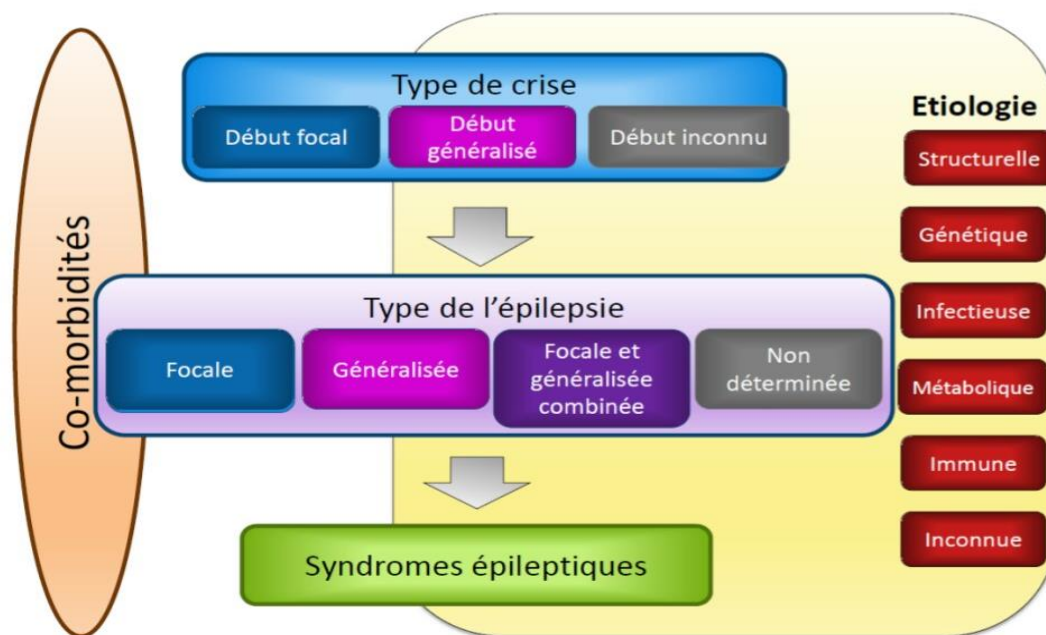 Type de crise
Début focal
Début
généralisé
Début inconnu
Etiologie
Structurelle
Génétique
Infectieuse
Métabolique
Immune
Inconnue
Co-morbidités
Type de l’épilepsie
Focale
Généralisée
Focale et
généralisée
combinée
Non
déterminée
Syndromes épileptiques